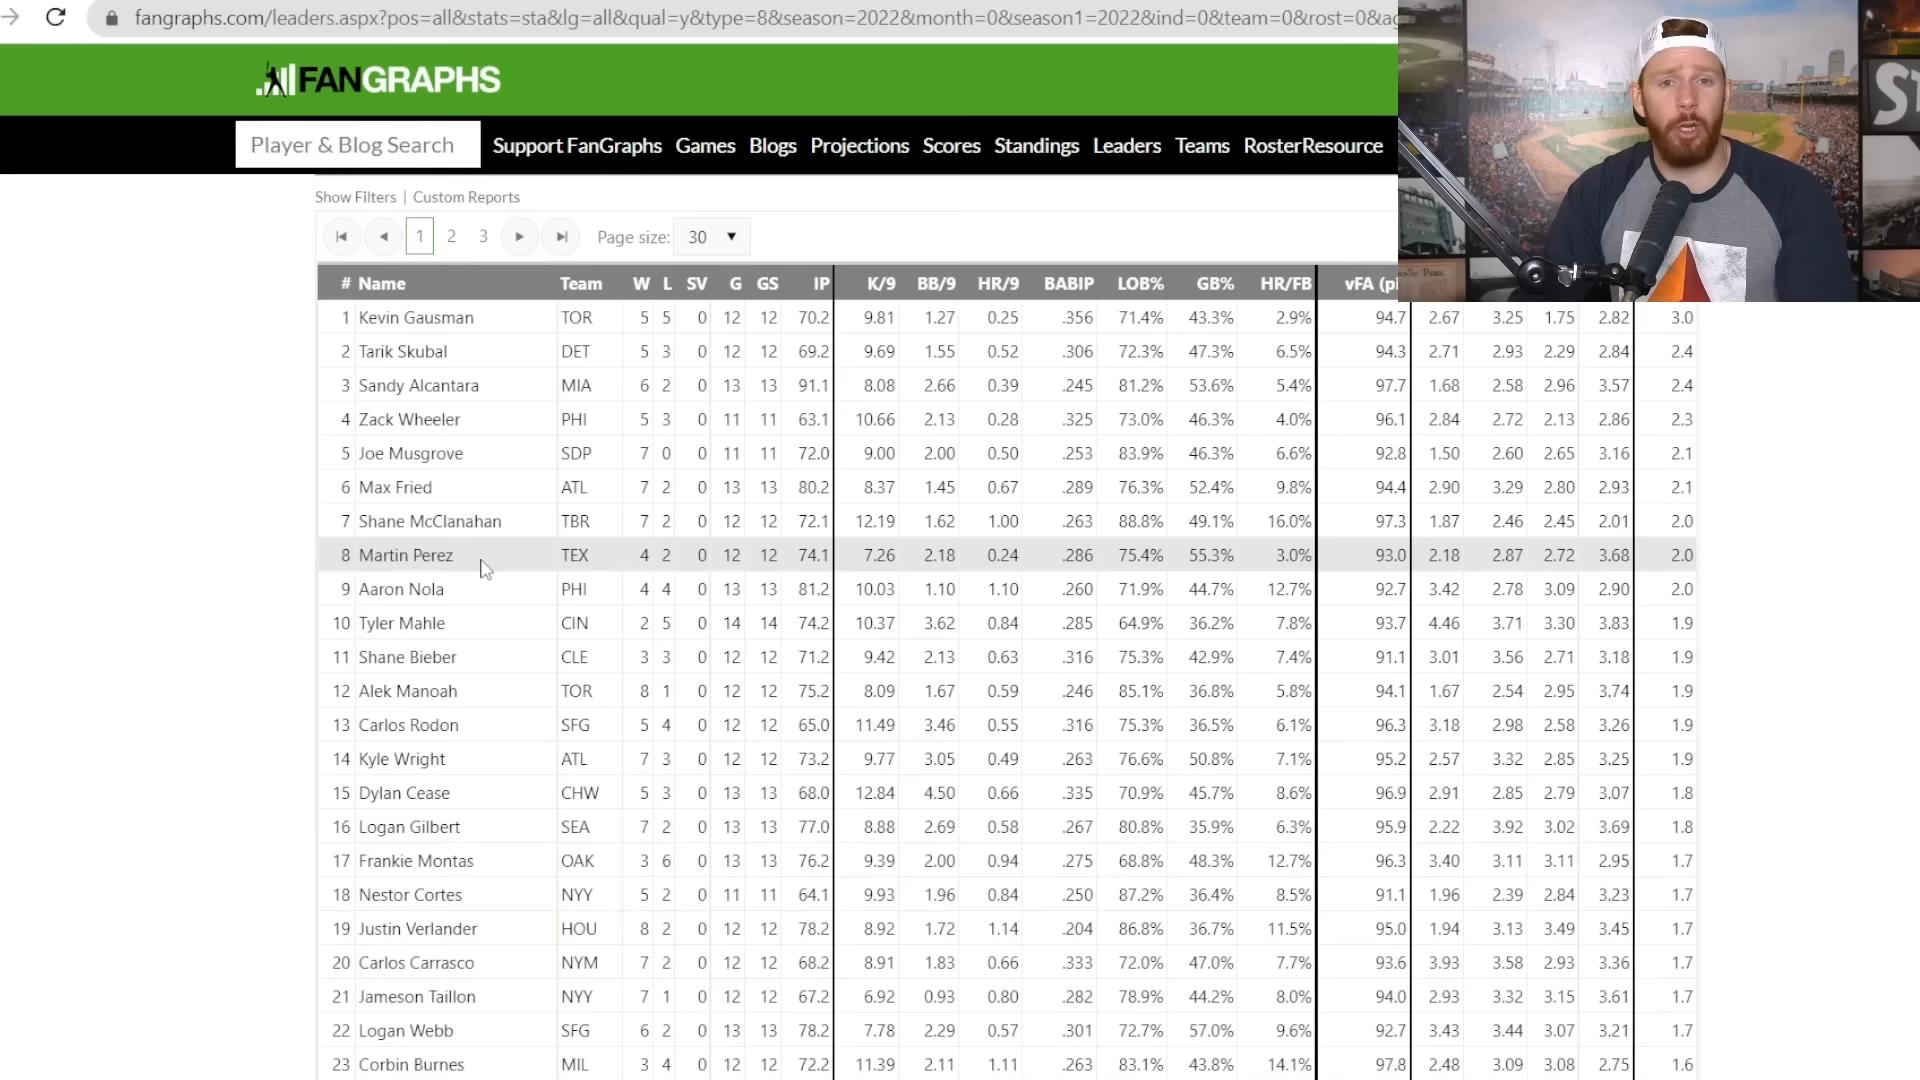 fangraphs.com/leaders.aspx?pos=all&stats=sta&lg=all&qual=y&type=8&season=2022&month=0&season1=2022&ind=0&team=0&rost=0&ag
FANGRAPHS
Player & Blog Search Support FanGraphs Games Blogs Projections Scores Standings Leaders Teams RosterResource
Show Filters | Custom Reports
1 2 3 Page size: 30
# Name Team W L SV G GS IP K/9 BB/9 HR/9 BABIP LOB% GB% HR/FB vFA (pi
1 Kevin Gausman TOR 5 5 0 12 12 70.2 9.81 1.27 0.25 .356 71.4% 43.3% 2.9% 94.7 2.67 3.25 1.75 2.82 3.0
2 Tarik Skubal DET 5 3 0 12 12 69.2 9.69 1.55 0.52 .306 72.3% 47.3% 6.5% 94.3 2.71 2.93 2.29 2.84 2.4
3 Sandy Alcantara MIA 6 2 0 13 13 91.1 8.08 2.66 0.39 .245 81.2% 53.6% 5.4% 97.7 1.68 2.58 2.96 3.57 2.4
4 Zack Wheeler PHI 5 3 0 11 11 63.1 10.66 2.13 0.28 .325 73.0% 46.3% 4.0% 96.1 2.84 2.72 2.13 2.86 2.3
5 Joe Musgrove SDP 7 0 0 11 11 72.0 9.00 2.00 0.50 .253 83.9% 46.3% 6.6% 92.8 1.50 2.60 2.65 3.16 2.1
6 Max Fried ATL 7 2 0 13 13 80.2 8.37 1.45 0.67 .289 76.3% 52.4% 9.8% 94.4 2.90 3.29 2.80 2.93 2.1
7 Shane McClanahan TBR 7 2 0 12 12 72.1 12.19 1.62 1.00 .263 88.8% 49.1% 16.0% 97.3 1.87 2.46 2.45 2.01 2.0
8 Martin Perez TEX 4 2 0 12 12 74.1 7.26 2.18 0.24 .286 75.4% 55.3% 3.0% 93.0 2.18 2.87 2.72 3.68 2.0
9 Aaron Nola PHI 4 4 0 13 13 81.2 10.03 1.10 1.10 .260 71.9% 44.7% 12.7% 92.7 3.42 2.78 3.09 2.90 2.0
10 Tyler Mahle CIN 2 5 0 14 14 74.2 10.37 3.62 0.84 .285 64.9% 36.2% 7.8% 93.7 4.46 3.71 3.30 3.83 1.9
11 Shane Bieber CLE 3 3 0 12 12 71.2 9.42 2.13 0.63 .316 75.3% 42.9% 7.4% 91.1 3.01 3.56 2.71 3.18 1.9
12 Alek Manoah TOR 8 1 0 12 12 75.2 8.09 1.67 0.59 .246 85.1% 36.8% 5.8% 94.1 1.67 2.54 2.95 3.74 1.9
13 Carlos Rodon SFG 5 4 0 12 12 65.0 11.49 3.46 0.55 .316 75.3% 36.5% 6.1% 96.3 3.18 2.98 2.58 3.26 1.9
14 Kyle Wright ATL 7 3 0 12 12 73.2 9.77 3.05 0.49 .263 76.6% 50.8% 7.1% 95.2 2.57 3.32 2.85 3.25 1.9
15 Dylan Cease CHW 5 3 0 13 13 68.0 12.84 4.50 0.66 .335 70.9% 45.7% 8.6% 96.9 2.91 2.85 2.79 3.07 1.8
16 Logan Gilbert SEA 7 2 0 13 13 77.0 8.88 2.69 0.58 .267 80.8% 35.9% 6.3% 95.9 2.22 3.92 3.02 3.69 1.8
17 Frankie Montas OAK 3 6 0 13 13 76.2 9.39 2.00 0.94 .275 68.8% 48.3% 12.7% 96.3 3.40 3.11 3.11 2.95 1.7
18 Nestor Cortes NYY 5 2 0 11 11 64.1 9.93 1.96 0.84 .250 87.2% 36.4% 8.5% 91.1 1.96 2.39 2.84 3.23 1.7
19 Justin Verlander HOU 8 2 0 12 12 78.2 8.92 1.72 1.14 .204 86.8% 36.7% 11.5% 95.0 1.94 3.13 3.49 3.45 1.7
20 Carlos Carrasco NYM 7 2 0 12 12 68.2 8.91 1.83 0.66 .333 72.0% 47.0% 7.7% 93.6 3.93 3.58 2.93 3.36 1.7
21 Jameson Taillon NYY 7 1 0 12 12 67.2 6.92 0.93 0.80 .282 78.9% 44.2% 8.0% 94.0 2.93 3.32 3.15 3.61 1.7
22 Logan Webb SFG 6 2 0 13 13 78.2 7.78 2.29 0.57 .301 72.7% 57.0% 9.6% 92.7 3.43 3.44 3.07 3.21 1.7
23 Corbin Burnes MIL 3 4 0 12 12 72.2 11.39 2.11 1.11 .263 83.1% 43.8% 14.1% 97.8 2.48 3.09 3.08 2.75 1.6